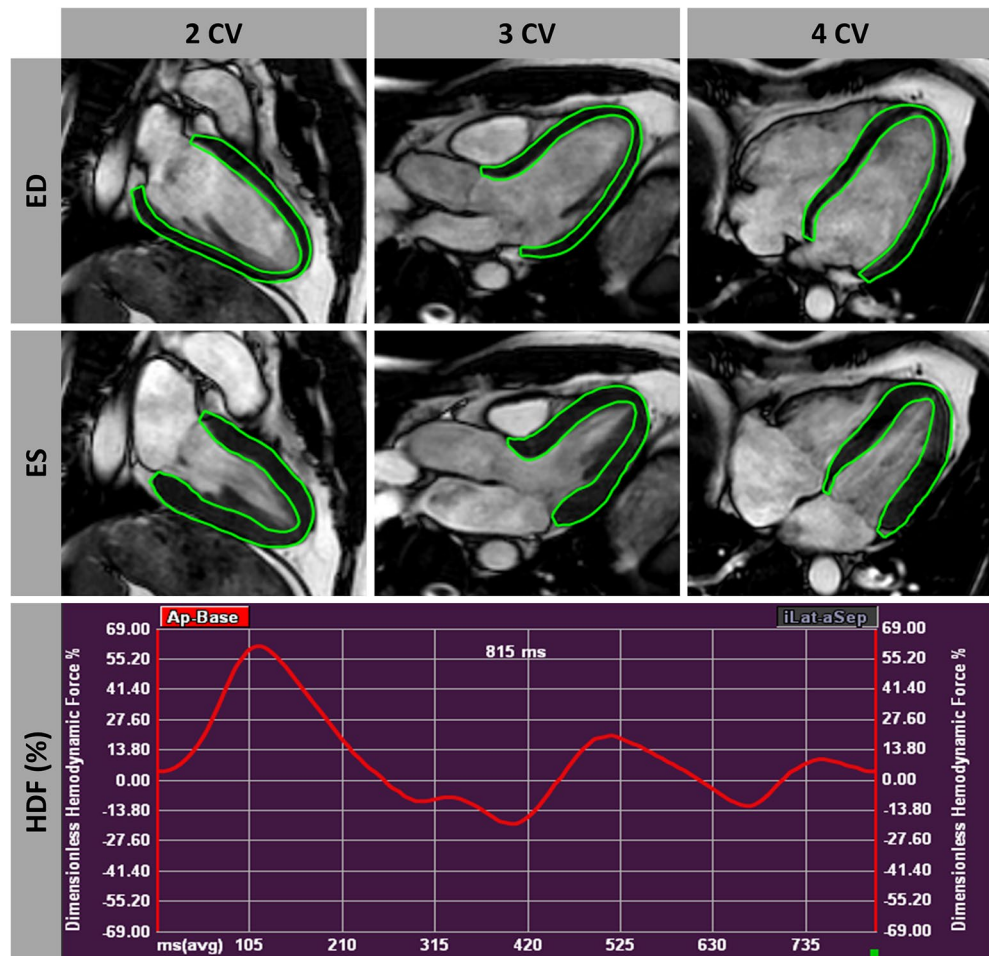 2 CV
3 CV
4 CV
ED
ES
HDF (%)
Ap-Base
iLat-aSep
815 ms
Dimensionless Hemodynamic Force %
69.00
55.20
41.40
27.60
13.80
0.00
-13.80
-27.60
-41.40
-55.20
-69.00
69.00
55.20
41.40
27.60
13.80
0.00
-13.80
-27.60
-41.40
-55.20
-69.00
Dimensionless Hemodynamic Force %
ms(avg) 105 210 315 420 525 630 735